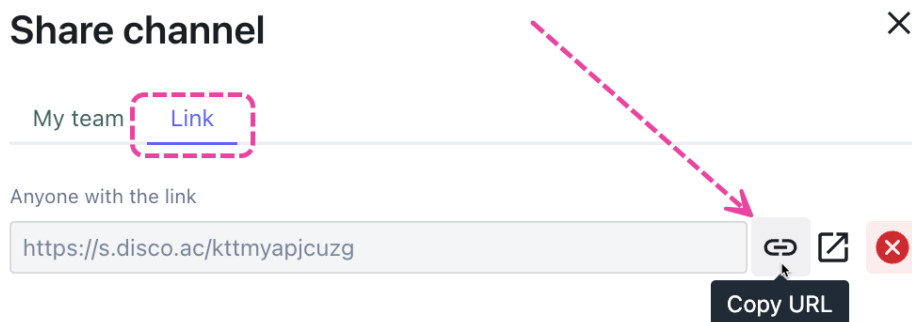 Share channel
My team Link
Anyone with the link
https://s.disco.ac/kttmyapjcuzg
Copy URL